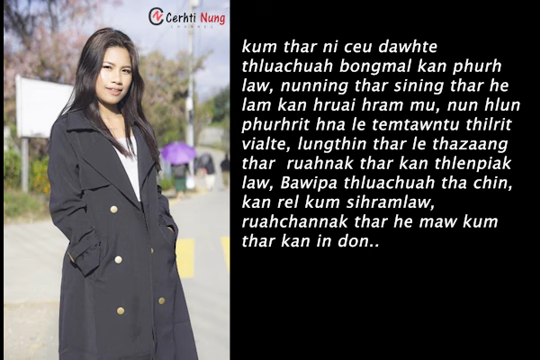 Cerhti Nung
CHANNEL
kum thar ni ceu dawhte
thluachuah bongmal kan phurh
law, nunning thar sining thar he
lam kan hruai hram mu, nun hlun
phurhrit hna le temtawntu thilrit
vialte, lungthin thar le thazaang
thar ruahnak thar kan thlenpiak
law, Bawipa thluachuah tha chin,
kan rel kum sihramlaw,
ruahchannak thar he maw kum
thar kan in don..